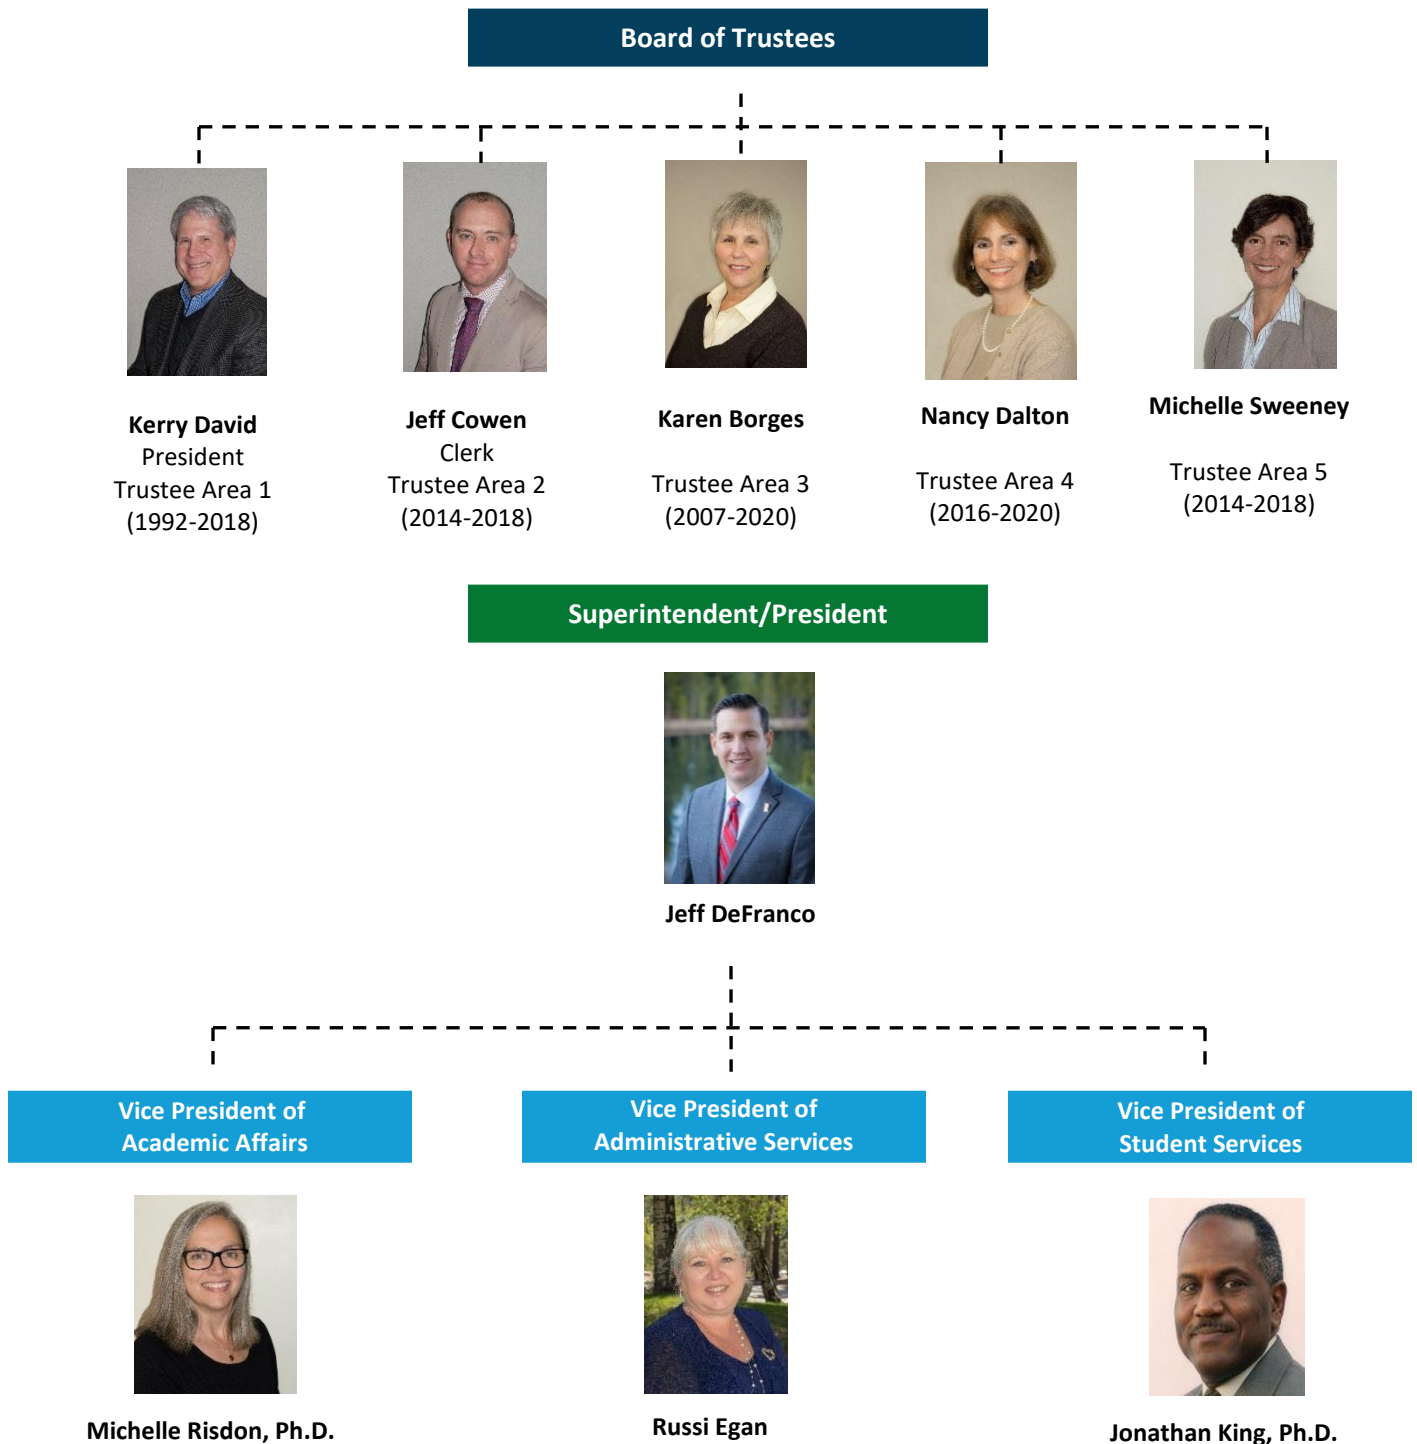 Board of Trustees
Kerry David
President
Trustee Area 1
(1992-2018)
Jeff Cowen
Clerk
Trustee Area 2
(2014-2018)
Karen Borges
Trustee Area 3
(2007-2020)
Nancy Dalton
Trustee Area 4
(2016-2020)
Michelle Sweeney
Trustee Area 5
(2014-2018)
Superintendent/President
Jeff DeFranco
Vice President of
Academic Affairs
Michelle Risdon, Ph.D.
Vice President of
Administrative Services
Russi Egan
Vice President of
Student Services
Jonathan King, Ph.D.